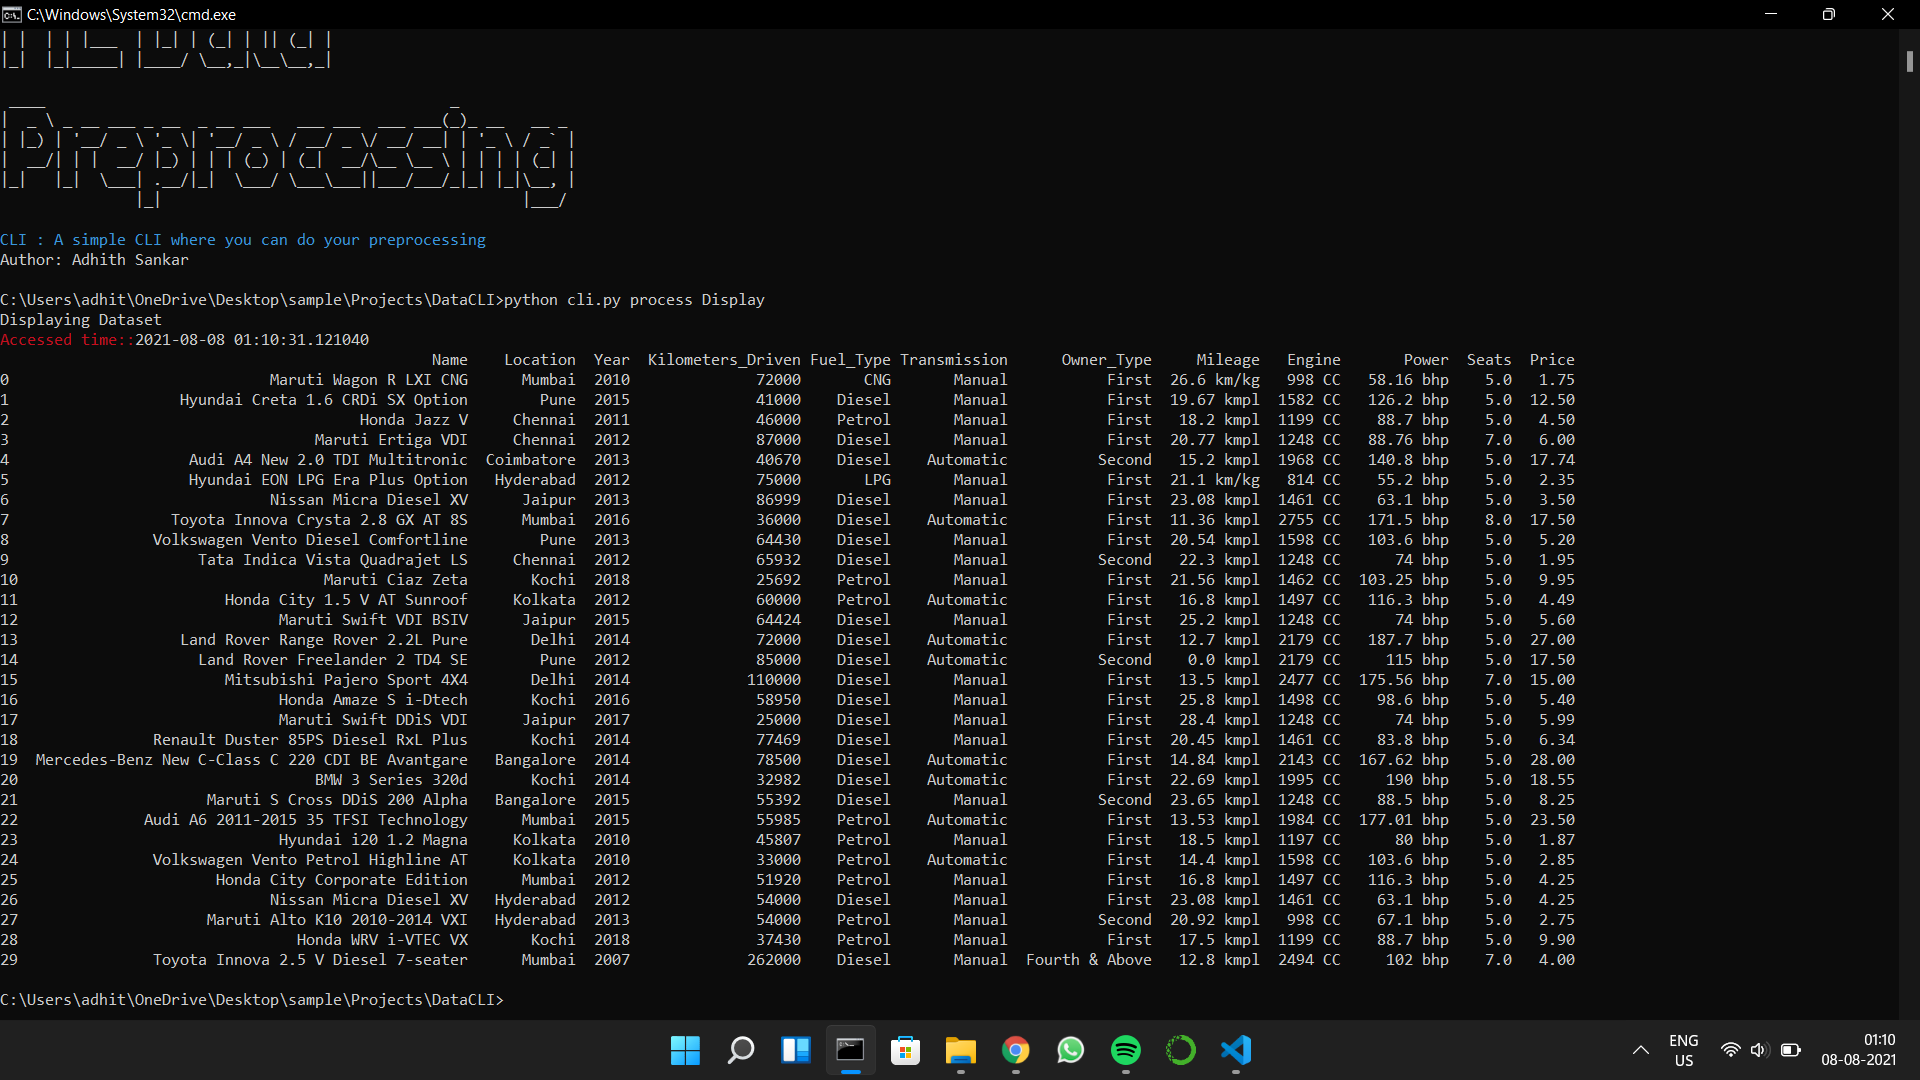 C:\Windows\System32\cmd.exe
Preprocessing
CLI : A simple CLI where you can do your preprocessing
Author: Adhith Sankar
C:\Users\adhit\OneDrive\Desktop\sample\Projects\DataCLI>python cli.py process Display
Displaying Dataset
Accessed time::2021-08-08 01:10:31.121040
Name Location Year Kilometers_Driven Fuel_Type Transmission Owner_Type Mileage Engine Power Seats Price
0 Maruti Wagon R LXI CNG Mumbai 2010 72000 CNG Manual First 26.6 km/kg 998 CC 58.16 bhp 5.0 1.75
1 Hyundai Creta 1.6 CRDi SX Option Pune 2015 41000 Diesel Manual First 19.67 kmpl 1582 CC 126.2 bhp 5.0 12.50
2 Honda Jazz V Chennai 2011 46000 Petrol Manual First 18.2 kmpl 1199 CC 88.7 bhp 5.0 4.50
3 Maruti Ertiga VDI Chennai 2012 87000 Diesel Manual First 20.77 kmpl 1248 CC 88.76 bhp 7.0 6.00
4 Audi A4 New 2.0 TDI Multitronic Coimbatore 2013 40670 Diesel Automatic Second 15.2 kmpl 1968 CC 140.8 bhp 5.0 17.74
5 Hyundai EON LPG Era Plus Option Hyderabad 2012 75000 LPG Manual First 21.1 km/kg 814 CC 55.2 bhp 5.0 2.35
6 Nissan Micra Diesel XV Jaipur 2013 86999 Diesel Manual First 23.08 kmpl 1461 CC 63.1 bhp 5.0 3.50
7 Toyota Innova Crysta 2.8 GX AT 8S Mumbai 2016 36000 Diesel Automatic First 11.36 kmpl 2755 CC 171.5 bhp 8.0 17.50
8 Volkswagen Vento Diesel Comfortline Pune 2013 64430 Diesel Manual First 20.54 kmpl 1598 CC 103.6 bhp 5.0 5.20
9 Tata Indica Vista Quadrajet LS Chennai 2012 65932 Diesel Manual Second 22.3 kmpl 1248 CC 74 bhp 5.0 1.95
10 Maruti Ciaz Zeta Kochi 2018 25692 Petrol Manual First 21.56 kmpl 1462 CC 103.25 bhp 5.0 9.95
11 Honda City 1.5 V AT Sunroof Kolkata 2012 60000 Petrol Automatic First 16.8 kmpl 1497 CC 116.3 bhp 5.0 4.49
12 Maruti Swift VDI BSIV Jaipur 2015 64424 Diesel Manual First 25.2 kmpl 1248 CC 74 bhp 5.0 5.60
13 Land Rover Range Rover 2.2L Pure Delhi 2014 72000 Diesel Automatic First 12.7 kmpl 2179 CC 187.7 bhp 5.0 27.00
14 Land Rover Freelander 2 TD4 SE Pune 2012 85000 Diesel Automatic Second 0.0 kmpl 2179 CC 115 bhp 5.0 17.50
15 Mitsubishi Pajero Sport 4X4 Delhi 2014 110000 Diesel Manual First 13.5 kmpl 2477 CC 175.56 bhp 7.0 15.00
16 Honda Amaze S i-Dtech Kochi 2016 58950 Diesel Manual First 25.8 kmpl 1498 CC 98.6 bhp 5.0 5.40
17 Maruti Swift DDiS VDI Jaipur 2017 25000 Diesel Manual First 28.4 kmpl 1248 CC 74 bhp 5.0 5.99
18 Renault Duster 85PS Diesel RxL Plus Kochi 2014 77469 Diesel Manual First 20.45 kmpl 1461 CC 83.8 bhp 5.0 6.34
19 Mercedes-Benz New C-Class C 220 CDI BE Avantgare Bangalore 2014 78500 Diesel Automatic First 14.84 kmpl 2143 CC 167.62 bhp 5.0 28.00
20 BMW 3 Series 320d Kochi 2014 32982 Diesel Automatic First 22.69 kmpl 1995 CC 190 bhp 5.0 18.55
21 Maruti S Cross DDiS 200 Alpha Bangalore 2015 55392 Diesel Manual Second 23.65 kmpl 1248 CC 88.5 bhp 5.0 8.25
22 Audi A6 2011-2015 35 TFSI Technology Mumbai 2015 55985 Petrol Automatic First 13.53 kmpl 1984 CC 177.01 bhp 5.0 23.50
23 Hyundai i20 1.2 Magna Kolkata 2010 45807 Petrol Manual First 18.5 kmpl 1197 CC 80 bhp 5.0 1.87
24 Volkswagen Vento Petrol Highline AT Kolkata 2010 33000 Petrol Automatic First 14.4 kmpl 1598 CC 103.6 bhp 5.0 2.85
25 Honda City Corporate Edition Mumbai 2012 51920 Petrol Manual First 16.8 kmpl 1497 CC 116.3 bhp 5.0 4.25
26 Nissan Micra Diesel XV Hyderabad 2012 54000 Diesel Manual First 23.08 kmpl 1461 CC 63.1 bhp 5.0 4.25
27 Maruti Alto K10 2010-2014 VXI Hyderabad 2013 54000 Petrol Manual Second 20.92 kmpl 998 CC 67.1 bhp 5.0 2.75
28 Honda WRV i-VTEC VX Kochi 2018 37430 Petrol Manual First 17.5 kmpl 1199 CC 88.7 bhp 5.0 9.90
29 Toyota Innova 2.5 V Diesel 7-seater Mumbai 2007 262000 Diesel Manual Fourth & Above 12.8 kmpl 2494 CC 102 bhp 7.0 4.00
C:\Users\adhit\OneDrive\Desktop\sample\Projects\DataCLI>
ENG
US
01:10
08-08-2021